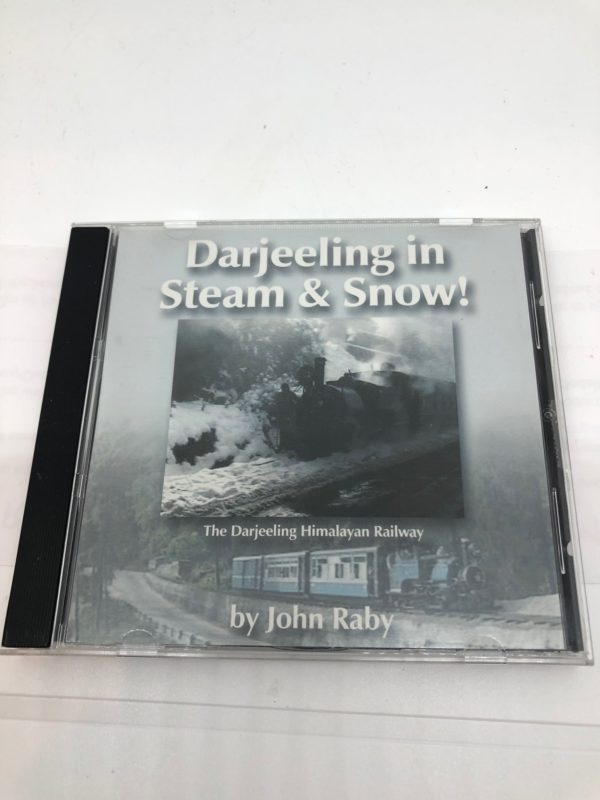 Darjeeling in
Steam & Snow!
The Darjeeling Himalayan Railway
by John Raby